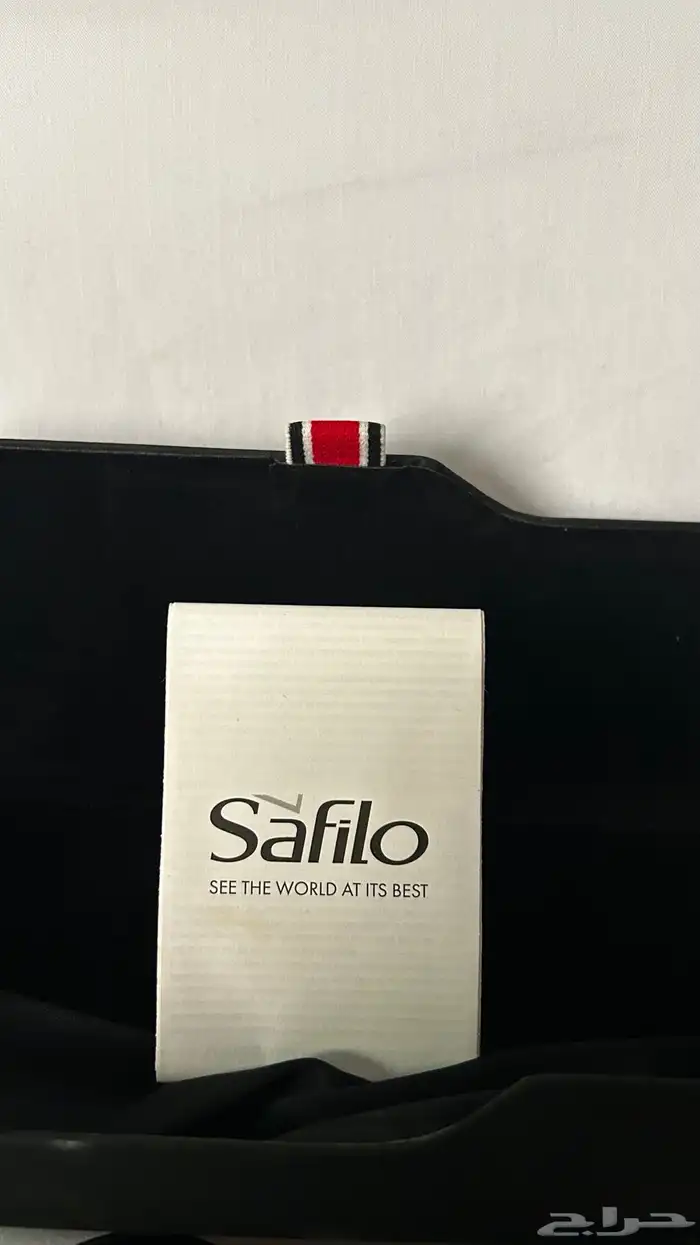 Safilo
SEE THE WORLD AT ITS BEST
حراج